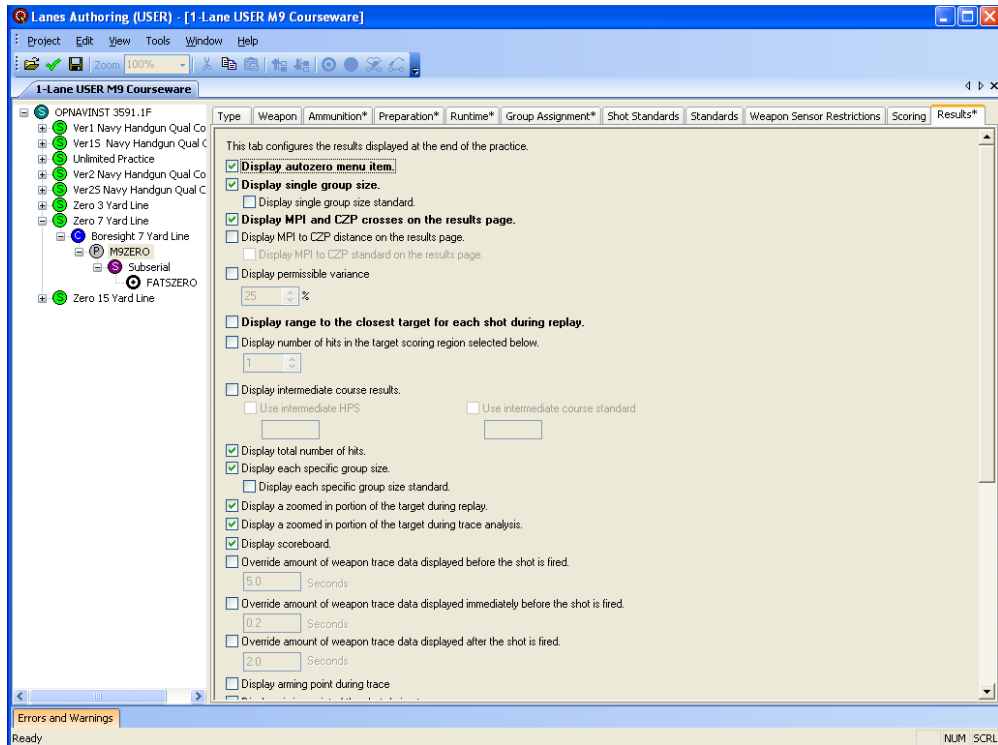 Lanes Authoring (USER) - [1-Lane USER M9 Courseware]
Project Edit View Tools Window Help
Zoom 100%
1-Lane USER M9 Courseware
S OPNAVINST 3591.1F
S Ver1 Navy Handgun Qual Co
S Ver1S Navy Handgun Qual C
S Unlimited Practice
S Ver2 Navy Handgun Qual Co
S Ver2S Navy Handgun Qual C
S Zero 3 Yard Line
S Zero 7 Yard Line
C Boresight 7 Yard Line
P M9ZERO
S Subserial
FATSZERO
S Zero 15 Yard Line
Type Weapon Ammunition* Preparation* Runtime* Group Assignment* Shot Standards Standards Weapon Sensor Restrictions Scoring Results*
This tab configures the results displayed at the end of the practice.
Display autozero menu item.
Display single group size.
Display single group size standard.
Display MPI and CZP crosses on the results page.
Display MPI to CZP distance on the results page.
Display MPI to CZP standard on the results page.
Display permissible variance
25 %
Display range to the closest target for each shot during replay.
Display number of hits in the target scoring region selected below.
1
Display intermediate course results.
Use intermediate HPS Use intermediate course standard
Display total number of hits.
Display each specific group size.
Display each specific group size standard.
Display a zoomed in portion of the target during replay.
Display a zoomed in portion of the target during trace analysis.
Display scoreboard.
Override amount of weapon trace data displayed before the shot is fired.
5.0 Seconds
Override amount of weapon trace data displayed immediately before the shot is fired.
0.2 Seconds
Override amount of weapon trace data displayed after the shot is fired.
2.0 Seconds
Display arming point during trace
Errors and Warnings
Ready NUM SCRL